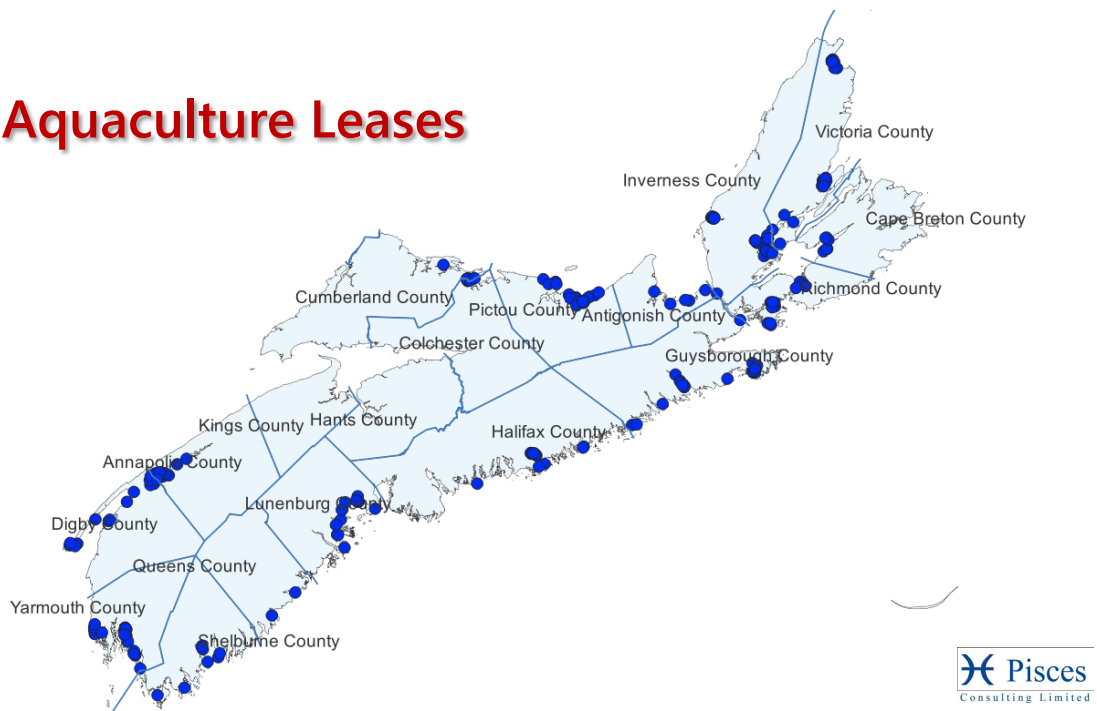 Aquaculture Leases
Victoria County
Inverness County
Cape Breton County
Richmond County
Cumberland County
Pictou County
Antigonish County
Colchester County
Guysborough County
Kings County
Hants County
Halifax County
Annapolis County
Lunenburg County
Digby County
Queens County
Yarmouth County
Shelburne County
Pisces
Consulting Limited